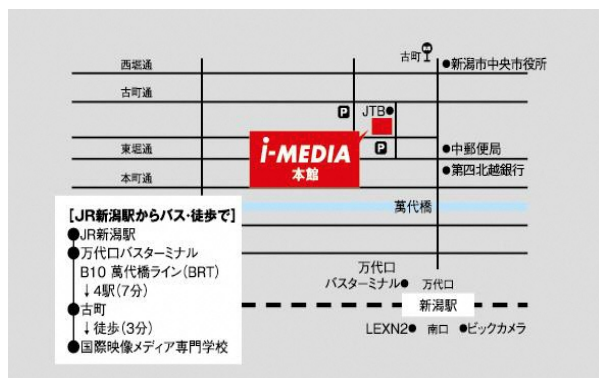 古町
●新潟市中央市役所
西堀通
古町通
P
JTB●
東堀通
i-MEDIA
本館
P
●中郵便局
●第四北越銀行
本町通
萬代橋
[JR新潟駅からバス・徒歩で]
●JR新潟駅
●万代口バスターミナル
B10 萬代橋ライン(BRT)
↓4駅(7分)
●古町
↓徒歩(3分)
●国際映像メディア専門学校
万代口
バスターミナル●
万代口
新潟駅
LEXN2●
南口
●ビックカメラ